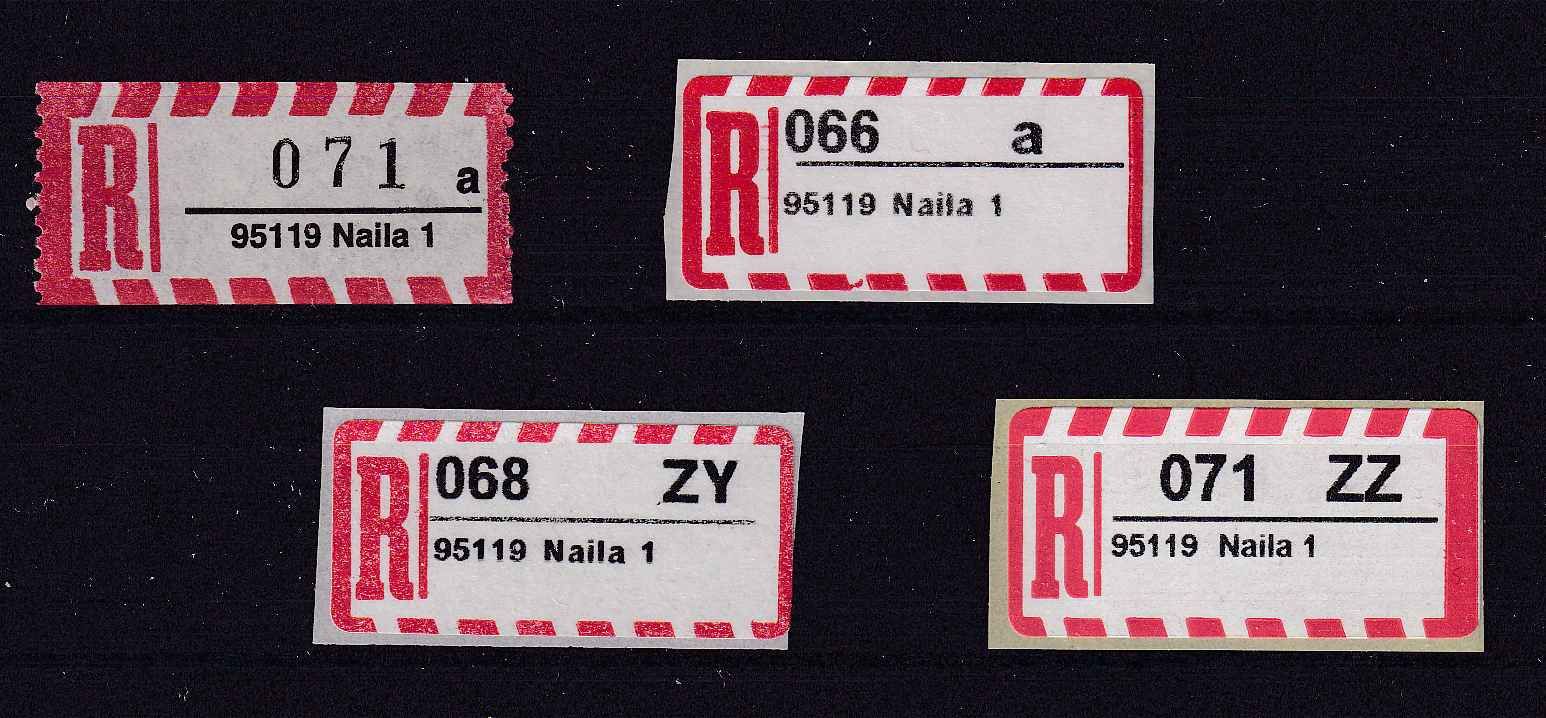 R 071 a
95119 Naila 1
R 066 a
95119 Naila 1
R 068 ZY
95119 Naila 1
R 071 ZZ
95119 Naila 1